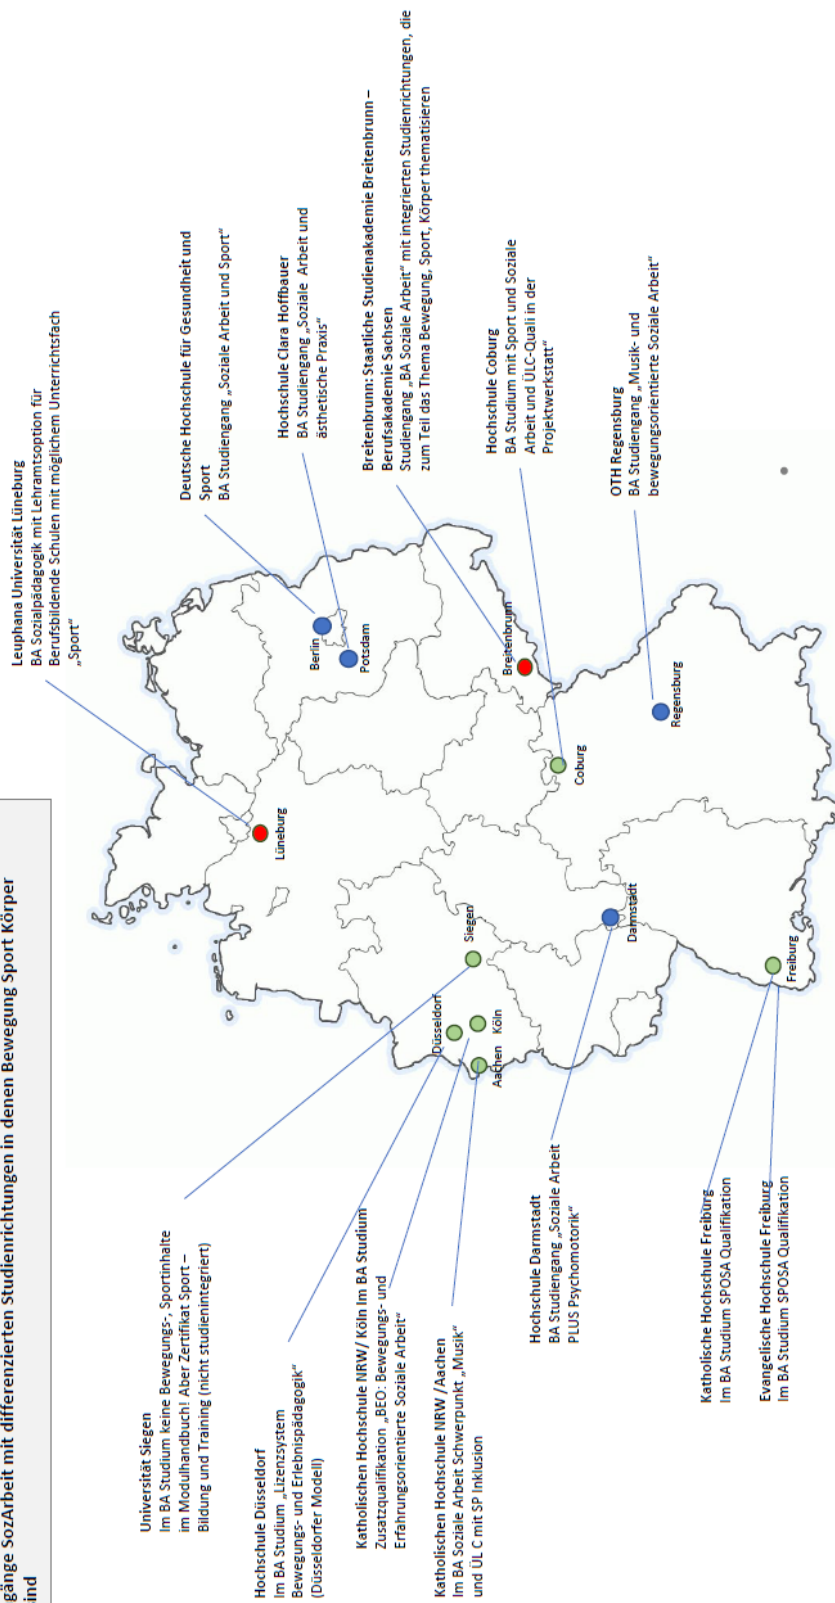 gänge SozArbeit mit differenzierten Studienrichtungen in denen Bewegung Sport Körper
ind
Leuphana Universität Lüneburg
BA Sozialpädagogik mit Lehramtsoption für
Berufsbildende Schulen mit möglichem Unterrichtsfach
„Sport“
Deutsche Hochschule für Gesundheit und
Sport
BA Studiengang „Soziale Arbeit und Sport“
Hochschule Clara Hoffbauer
BA Studiengang „Soziale Arbeit und
ästhetische Praxis“
Breitenbrunn: Staatliche Studienakademie Breitenbrunn –
Berufsakademie Sachsen
Studiengang „BA Soziale Arbeit“ mit integrierten Studienrichtungen, die
zum Teil das Thema Bewegung, Sport, Körper thematisieren
Hochschule Coburg
BA Studium mit Sport und Soziale
Arbeit und ÜLC-Quali in der
Projektwerkstatt“
OTH Regensburg
BA Studiengang „Musik- und
bewegungsorientierte Soziale Arbeit“
Universität Siegen
Im BA Studium keine Bewegungs-, Sportinhalte
im Modulhandbuch! Aber Zertifikat Sport –
Bildung und Training (nicht studienintegriert)
Hochschule Düsseldorf
Im BA Studium „Lizenzsystem
Bewegungs- und Erlebnispädagogik“
(Düsseldorfer Modell)
Katholischen Hochschule NRW/ Köln Im BA Studium
Zusatzqualifikation „BEO: Bewegungs- und
Erfahrungsorientierte Soziale Arbeit“
Katholischen Hochschule NRW /Aachen
Im BA Soziale Arbeit Schwerpunkt „Musik“
und ÜL C mit SP Inklusion
Hochschule Darmstadt
BA Studiengang „Soziale Arbeit
PLUS Psychomotorik“
Katholische Hochschule Freiburg
Im BA Studium SPOSA Qualifikation
Evangelische Hochschule Freiburg
Im BA Studium SPOSA Qualifikation
Lüneburg
Berlin
Potsdam
Breitenbrunn
Coburg
Regensburg
Siegen
Düsseldorf
Köln
Aachen
Darmstadt
Freiburg